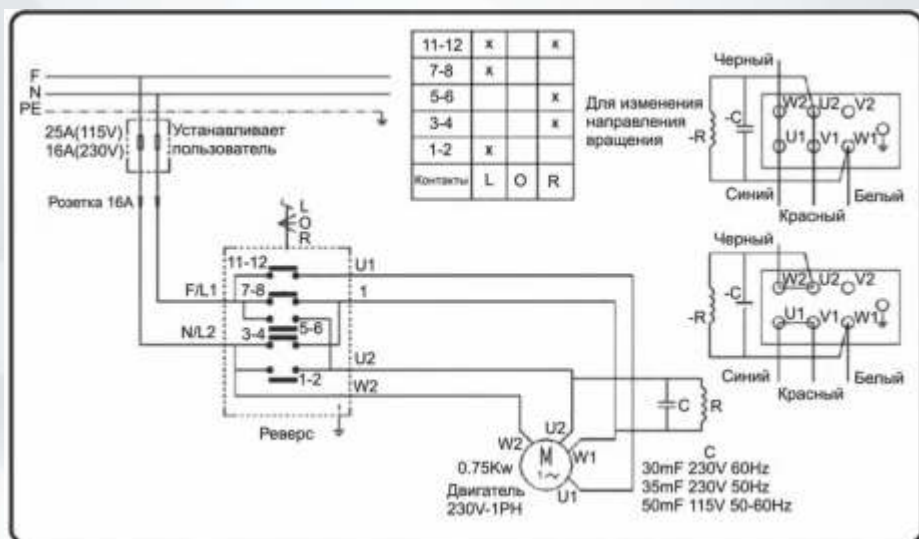 F
N
PE
25A(115V)
16A(230V)
Устанавливает
пользователь
Розетка 16А
11-12 x x
7-8 x
5-6 x
3-4 x
1-2 x
Контакты L O R
Для изменения
направления
вращения
Черный
W2 U2 V2
-R
-C
U1 V1 W1
Синий
Белый
Красный
Черный
W2 U2 V2
-R
-C
U1 V1 W1
Синий
Белый
Красный
L
O
R
11-12
U1
F/L1
7-8
1
5-6
N/L2
3-4
U2
1-2
W2
Реверс
C
R
U2
W2
W1
M
1~
U1
0.75Kw
Двигатель
230V-1PH
C
30mF 230V 60Hz
35mF 230V 50Hz
50mF 115V 50-60Hz